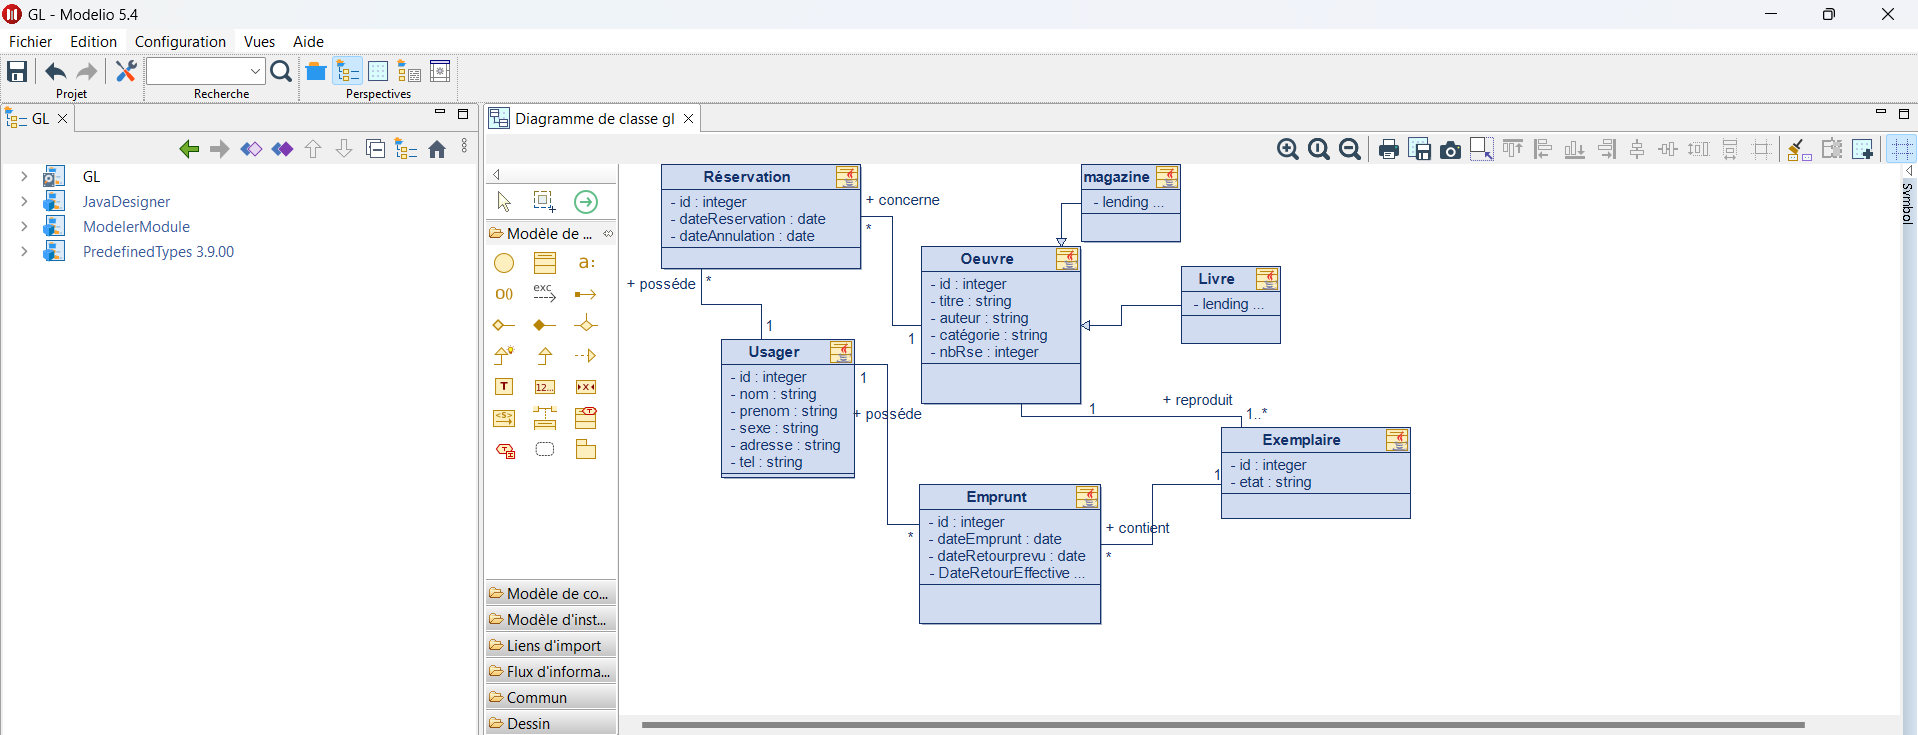 GL - Modelio 5.4
Fichier Edition Configuration Vues Aide
Projet Recherche Perspectives
GL
Diagramme de classe gl
GL
JavaDesigner
ModelerModule
PredefinedTypes 3.9.00
Modèle de ...
a:
O()
exc
T
12...
X
<S>
T
T
Modèle de co...
Modèle d'inst...
Liens d'import
Flux d'informa...
Commun
Dessin
Symbol
Réservation
- id : integer
- dateReservation : date
- dateAnnulation : date
+ concerne
*
magazine
- lending ...
Oeuvre
- id : integer
- titre : string
- auteur : string
- catégorie : string
- nbRse : integer
Livre
- lending ...
+ posséde
*
1
1
Usager
- id : integer
- nom : string
- prenom : string
- sexe : string
- adresse : string
- tel : string
1
+ posséde
*
1
+ reproduit
1..*
Exemplaire
- id : integer
- etat : string
1
Emprunt
- id : integer
- dateEmprunt : date
- dateRetourprevu : date
- DateRetourEffective ...
+ contient
*